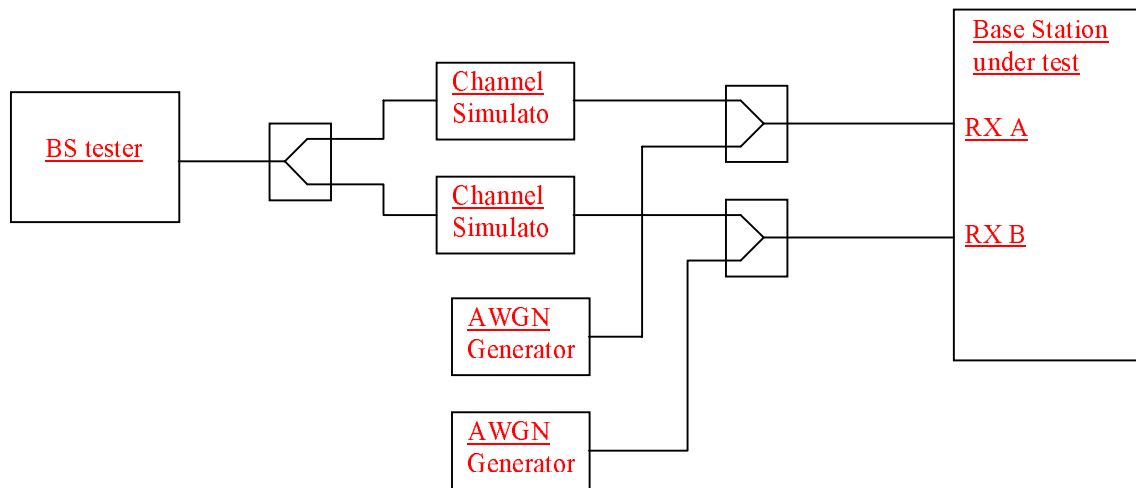 BS tester
Channel
Simulato
Channel
Simulato
AWGN
Generator
AWGN
Generator
Base Station
under test
RX A
RX B